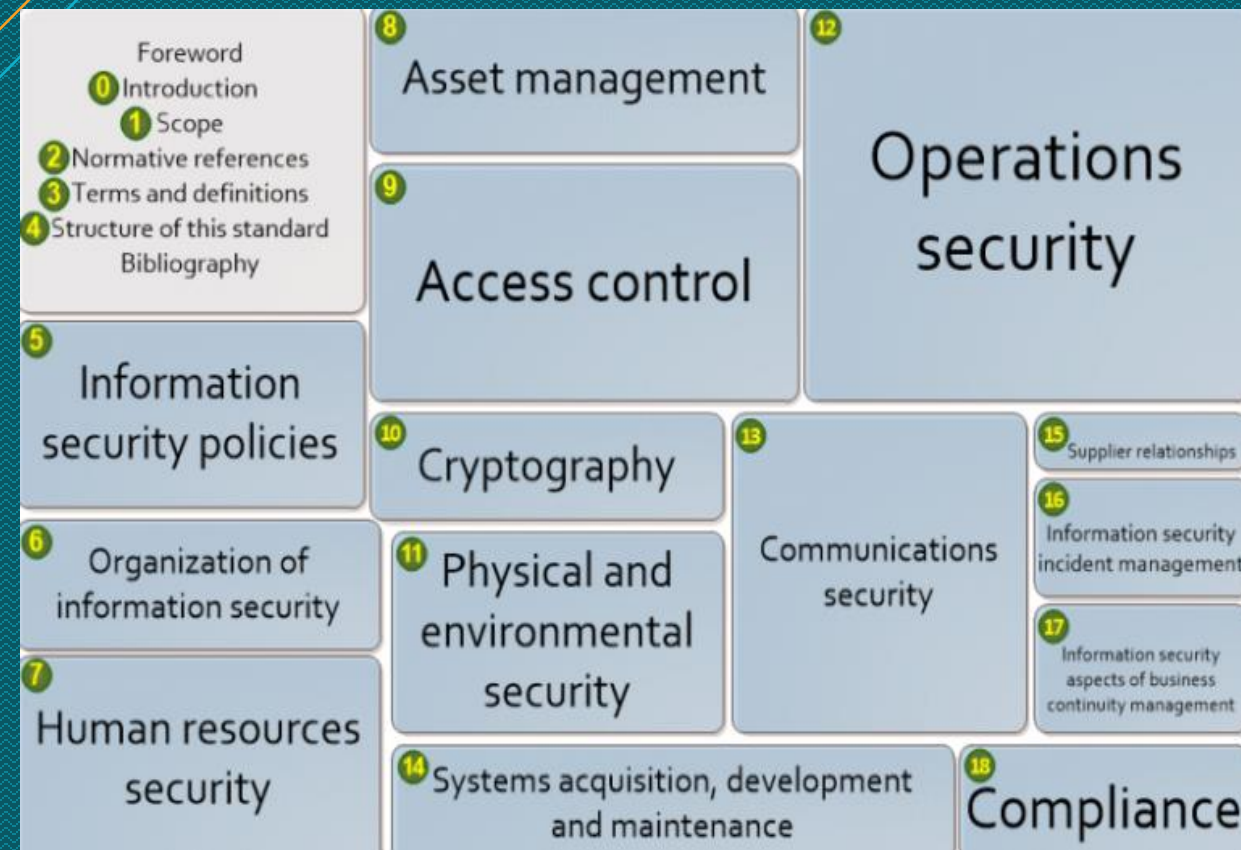 Foreword
0 Introduction
1 Scope
2 Normative references
3 Terms and definitions
4 Structure of this standard
Bibliography
5
Information
security policies
6
Organization of
information security
7
Human resources
security
8
Asset management
9
Access control
10
Cryptography
11
Physical and
environmental
security
12
Operations
security
13
Communications
security
14 Systems acquisition, development
and maintenance
15
Supplier relationships
16
Information security
incident management
17
Information security
aspects of business
continuity management
18
Compliance